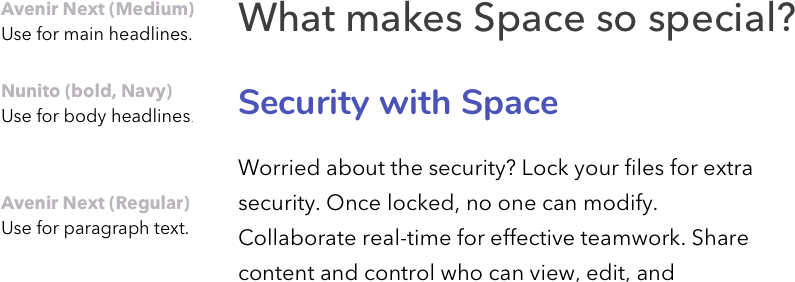 Avenir Next (Medium)
Use for main headlines.
What makes Space so special?
Nunito (bold, Navy)
Use for body headlines.
Security with Space
Avenir Next (Regular)
Use for paragraph text.
Worried about the security? Lock your files for extra
security. Once locked, no one can modify.
Collaborate real-time for effective teamwork. Share
content and control who can view, edit, and